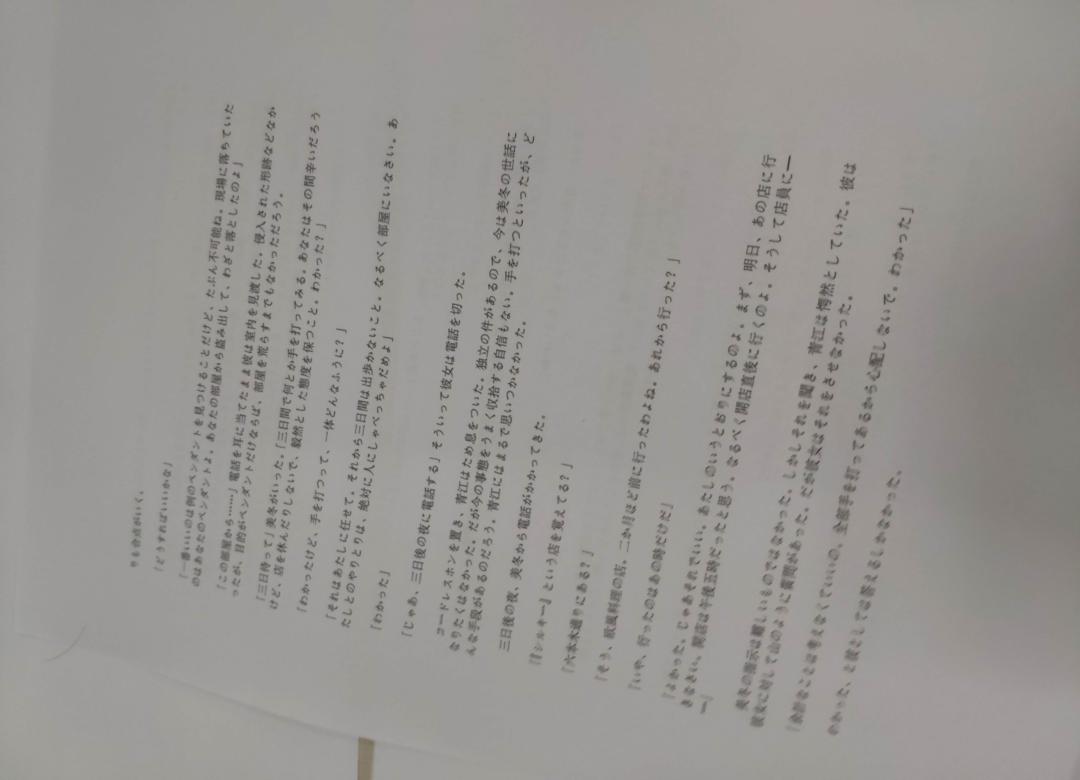 りも合点がいく。
「どうすればいいかな」
「一番いいのは例のペンダントを見つけることだけど、たぶん不可能ね。現場に落ちていた
のはあなたのペンダントよ。あなたの部屋から盗み出して、わざと落としたのよ」
「この部屋から……」電話を耳に当てたまま彼は室内を見渡した。侵入された形跡などなか
ったが、目的がペンダントだけならば、部屋を荒らすまでもなかっただろう。
「三日待って」美冬がいった。「三日間で何とか手を打ってみる。あなたはその間辛いだろう
けど、店を休んだりしないで、毅然とした態度を保つこと。わかった？」
「わかったけど、手を打つって、一体どんなふうに？」
「それはあたしに任せて。それから三日間は出歩かないこと。なるべく部屋にいなさい。あ
たしとのやりとりは、絶対に人にしゃべっちゃだめよ」
「わかった」
「じゃあ、三日後の夜に電話する」そういって彼女は電話を切った。
コードレスホンを置き、青江はため息をついた。独立の件があるので、今は美冬の世話に
なりたくはなかった。だが今の事態をうまく収拾する自信もない。手を打つといったが、ど
んな手段があるのだろう。青江にはまるで思いつかなかった。
三日後の夜、美冬から電話がかかってきた。
「『シルキー』という店を覚えてる？」
「六本木通りにある？」
「そう、欧風料理の店。二か月ほど前に行ったわよね。あれから行った？」
「いや、行ったのはあの時だけだ」
「よかった。じゃあそれでいい。あたしのいうとおりにするのよ。まず、明日、あの店に行
きなさい。開店は午後五時だったと思う。なるべく開店直後に行くのよ。そうして店員に―
―」
美冬の指示は難しいものではなかった。しかしそれを聞き、青江は愕然としていた。彼は
彼女に対して山のように質問があった。だが彼女はそれをさせなかった。
「余計なことは考えなくていいの。全部手を打ってあるから心配しないで。わかった」
わかった、と彼としては答えるしかなかった。